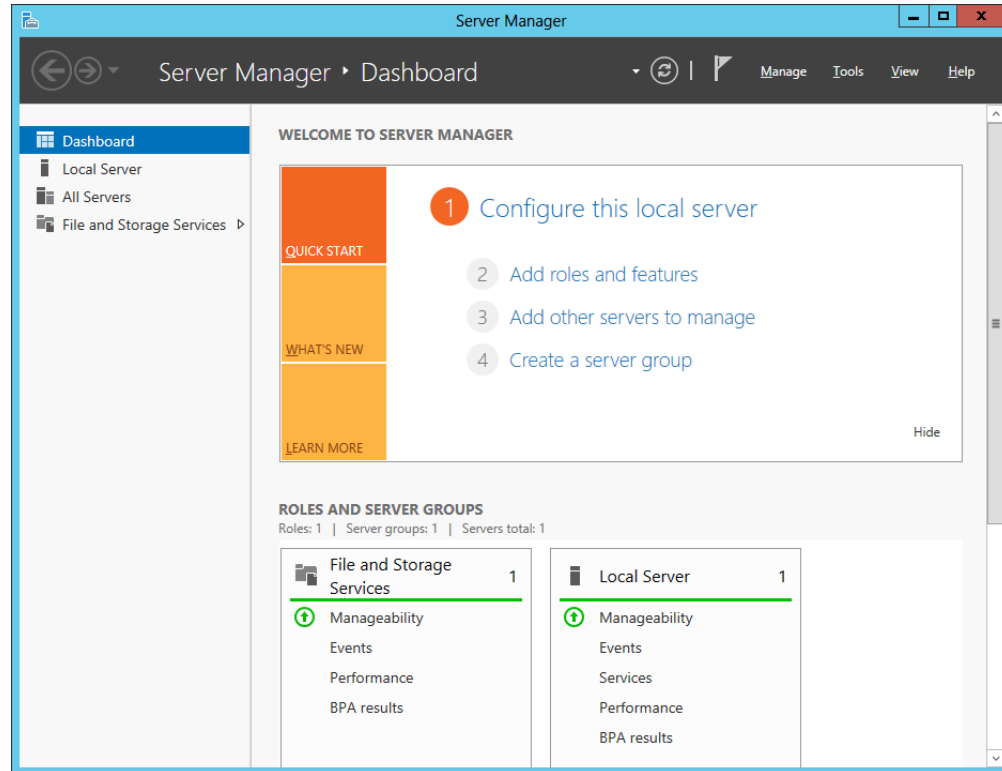 Server Manager
Server Manager ‣ Dashboard
Manage Tools View Help
Dashboard
Local Server
All Servers
File and Storage Services
WELCOME TO SERVER MANAGER
QUICK START
WHAT'S NEW
LEARN MORE
1 Configure this local server
2 Add roles and features
3 Add other servers to manage
4 Create a server group
Hide
ROLES AND SERVER GROUPS
Roles: 1 | Server groups: 1 | Servers total: 1
File and Storage
Services 1
Manageability
Events
Performance
BPA results
Local Server 1
Manageability
Events
Services
Performance
BPA results